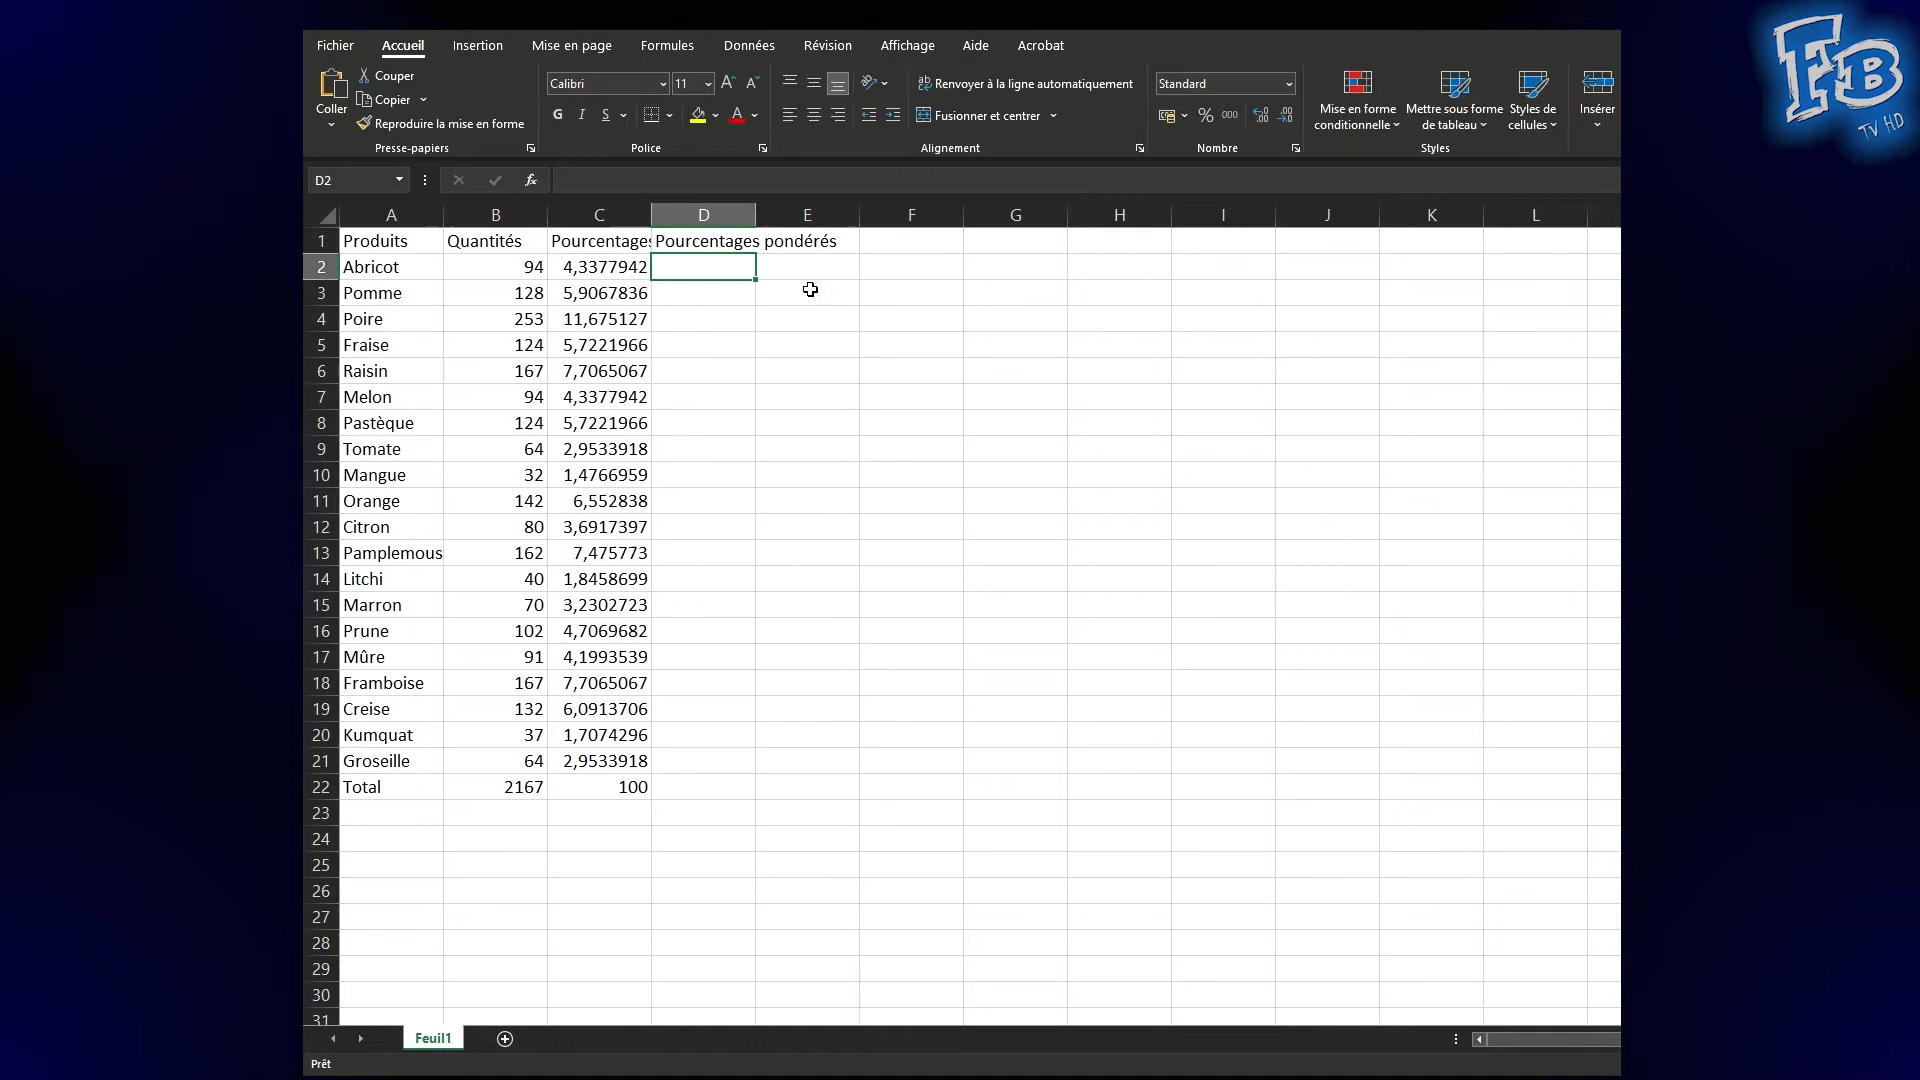 FB
TV HD
Fichier Accueil Insertion Mise en page Formules Données Révision Affichage Aide Acrobat
Coller
Couper
Copier
Reproduire la mise en forme
Presse-papiers
Calibri 11
G I S
Police
Renvoyer à la ligne automatiquement
Fusionner et centrer
Alignement
Standard
% 000
Nombre
Mise en forme conditionnelle
Mettre sous forme de tableau
Styles de cellules
Styles
Insérer
D2 fx
A B C D E F G H I J K L
1 Produits Quantités Pourcentages Pourcentages pondérés
2 Abricot 94 4,3377942
3 Pomme 128 5,9067836
4 Poire 253 11,675127
5 Fraise 124 5,7221966
6 Raisin 167 7,7065067
7 Melon 94 4,3377942
8 Pastèque 124 5,7221966
9 Tomate 64 2,9533918
10 Mangue 32 1,4766959
11 Orange 142 6,552838
12 Citron 80 3,6917397
13 Pamplemous 162 7,475773
14 Litchi 40 1,8458699
15 Marron 70 3,2302723
16 Prune 102 4,7069682
17 Mûre 91 4,1993539
18 Framboise 167 7,7065067
19 Creise 132 6,0913706
20 Kumquat 37 1,7074296
21 Groseille 64 2,9533918
22 Total 2167 100
23
24
25
26
27
28
29
30
31
Feuil1
Prêt